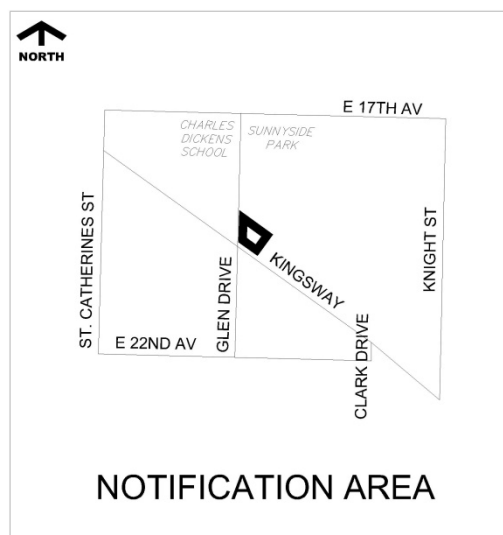 NORTH
E 17TH AV
CHARLES
DICKENS
SCHOOL
SUNNYSIDE
PARK
ST. CATHERINES ST
KNIGHT ST
KINGSWAY
GLEN DRIVE
CLARK DRIVE
E 22ND AV
NOTIFICATION AREA